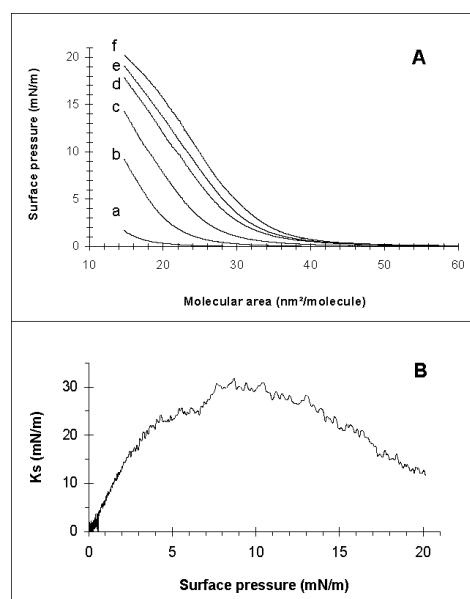 A
Surface pressure (mN/m)
20
15
10
5
0
f
e
d
c
b
a
10 20 30 40 50 60
Molecular area (nm²/molecule)
B
Ks (mN/m)
30
20
10
0
0 5 10 15 20
Surface pressure (mN/m)